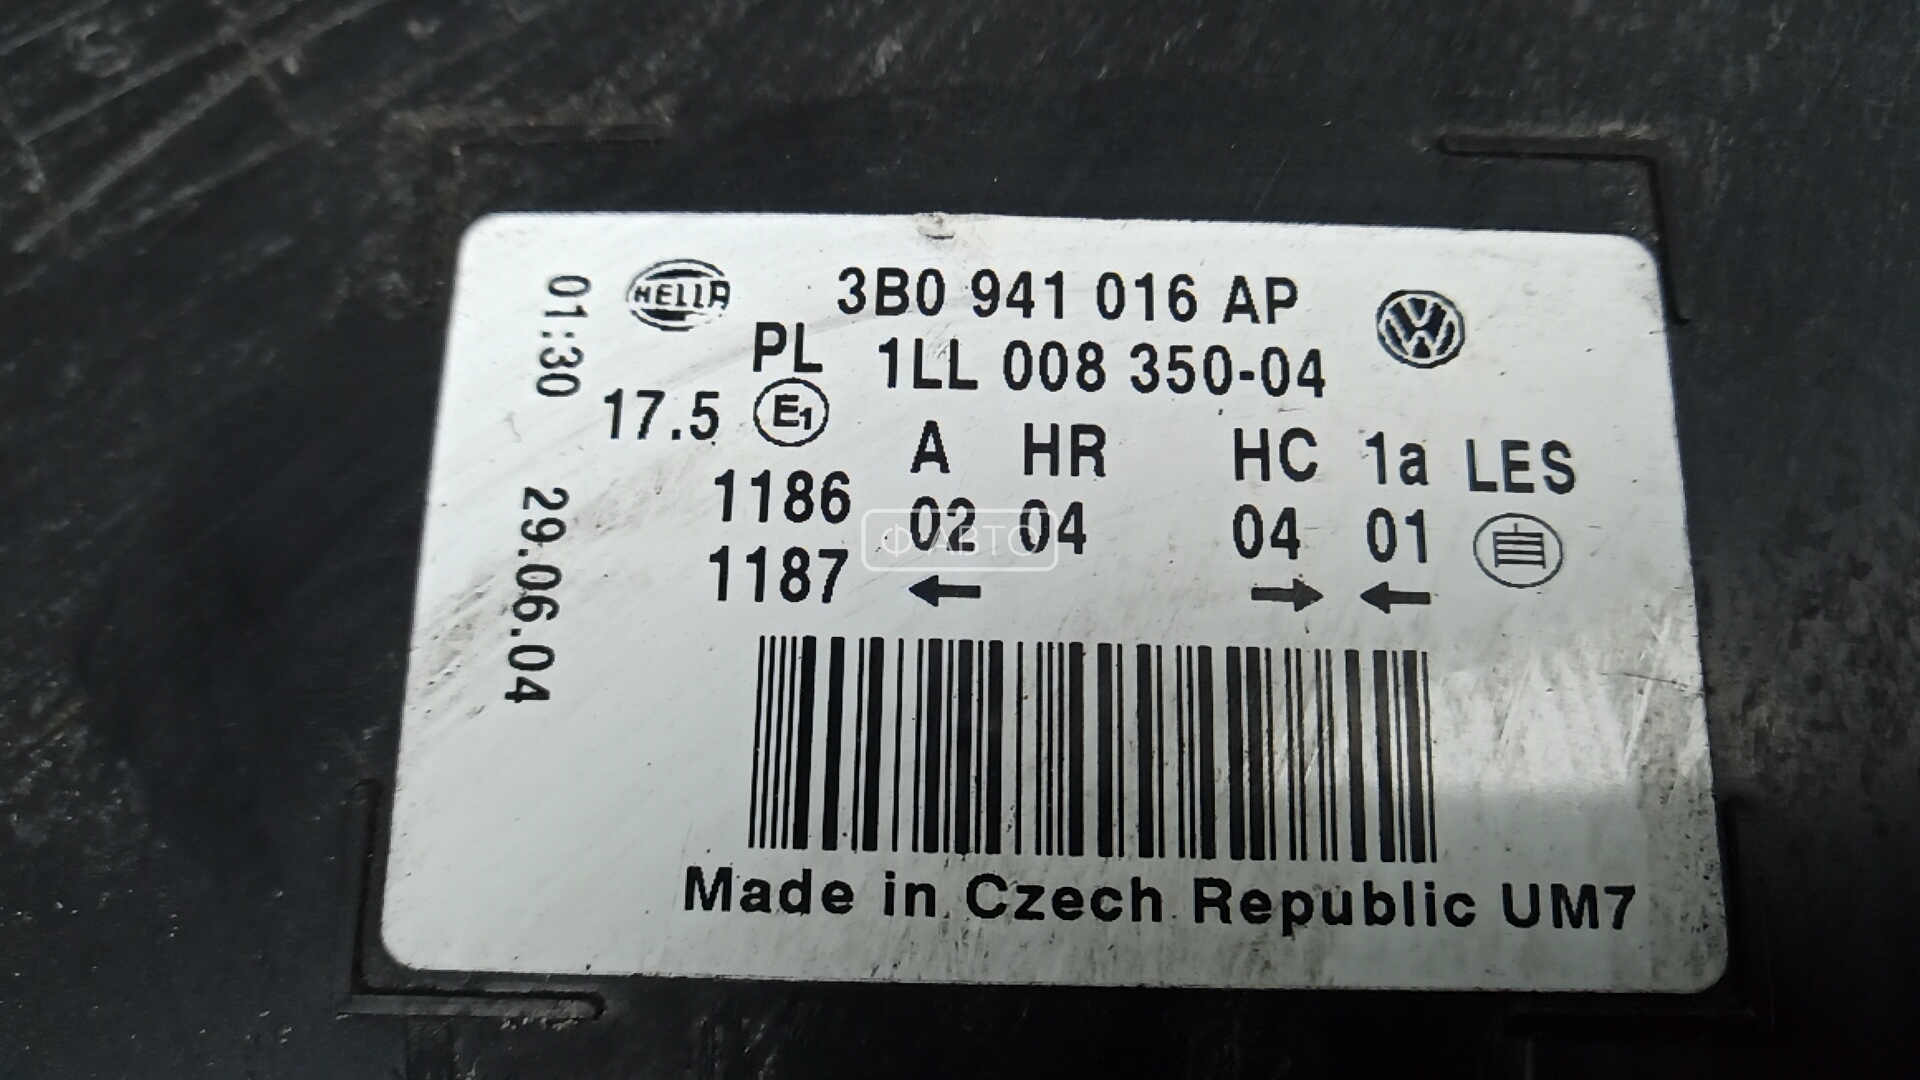 HELLA 3B0 941 016 AP
PL 1LL 008 350-04
17.5 E1 A HR HC 1a LES
1186 02 04 04 01
1187
01:30 29.06.04
Ф-АВТО
Made in Czech Republic UM7